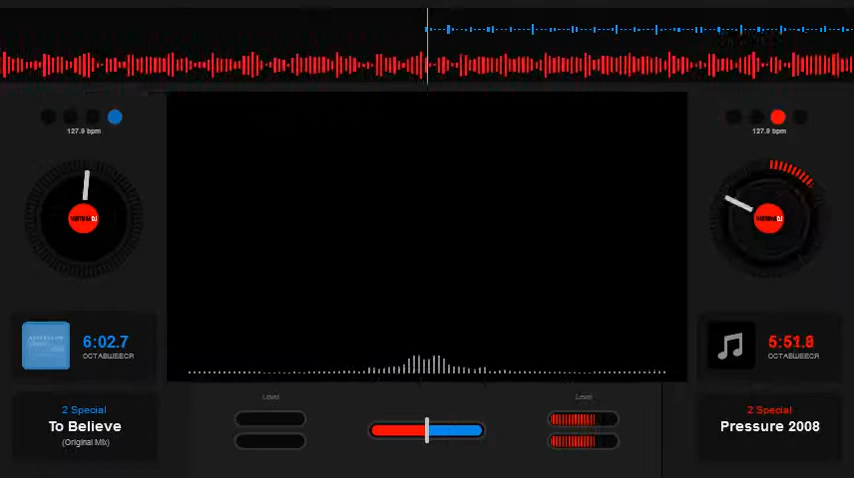 127.9 bpm
127.9 bpm
6:02.7
ОСТАВШЕЕСЯ
5:51.8
ОСТАВШЕЕСЯ
Level
Level
2 Special
To Believe
(Original Mix)
2 Special
Pressure 2008